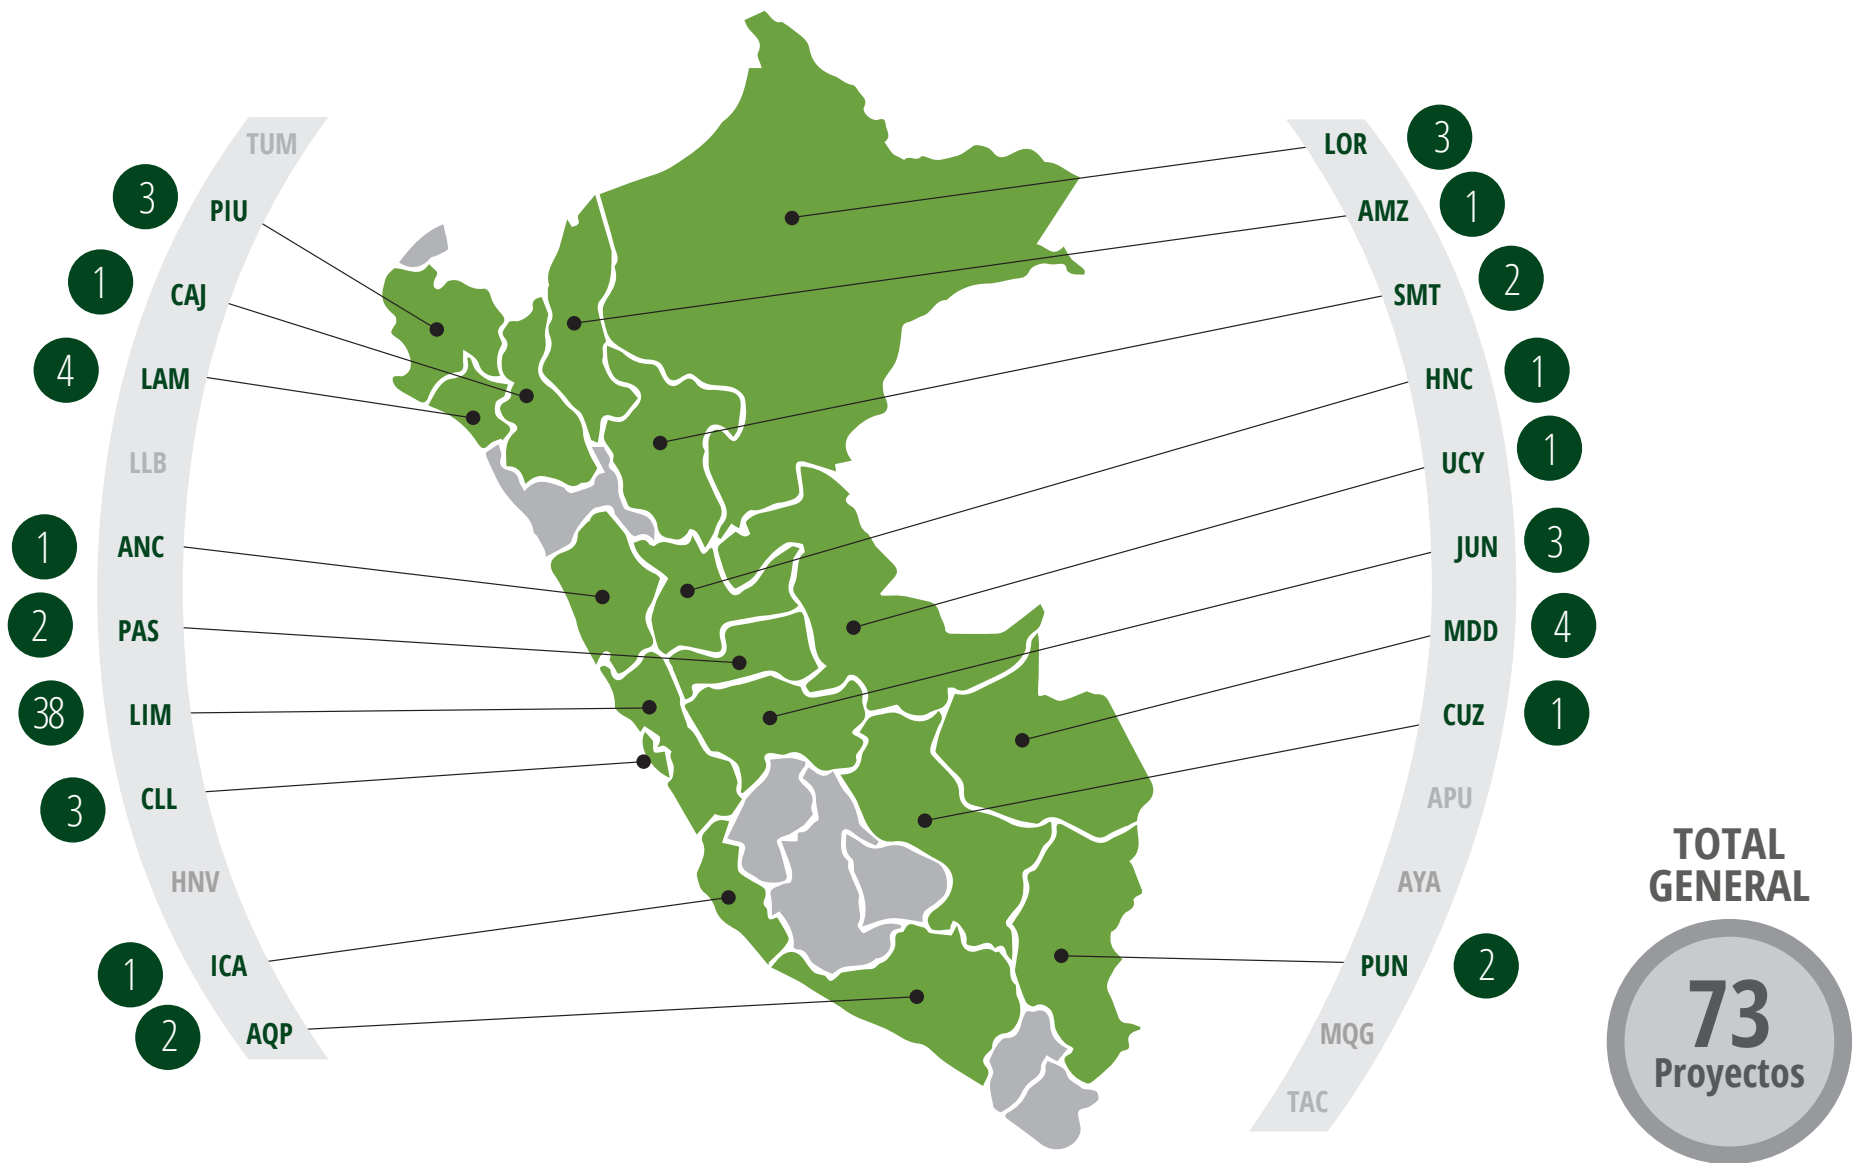 TUM
3
PIU
1
CAJ
4
LAM
LLB
1
ANC
2
PAS
38
LIM
3
CLL
HNV
1
ICA
2
AQP
LOR
3
AMZ
1
SMT
2
HNC
1
UCY
1
JUN
3
MDD
4
CUZ
1
APU
AYA
PUN
2
MQG
TAC
TOTAL
GENERAL
73
Proyectos